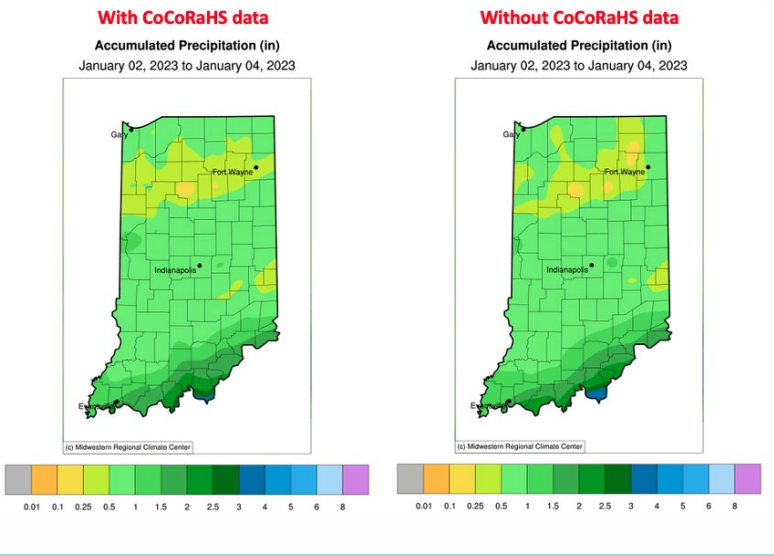 With CoCoRaHS data
Accumulated Precipitation (in)
January 02, 2023 to January 04, 2023
Gary
Fort Wayne
Indianapolis
Evansville
(c) Midwestern Regional Climate Center
0.01 0.1 0.25 0.5 1 1.5 2 2.5 3 4 5 6 8
Without CoCoRaHS data
Accumulated Precipitation (in)
January 02, 2023 to January 04, 2023
Gary
Fort Wayne
Indianapolis
Evansville
(c) Midwestern Regional Climate Center
0.01 0.1 0.25 0.5 1 1.5 2 2.5 3 4 5 6 8